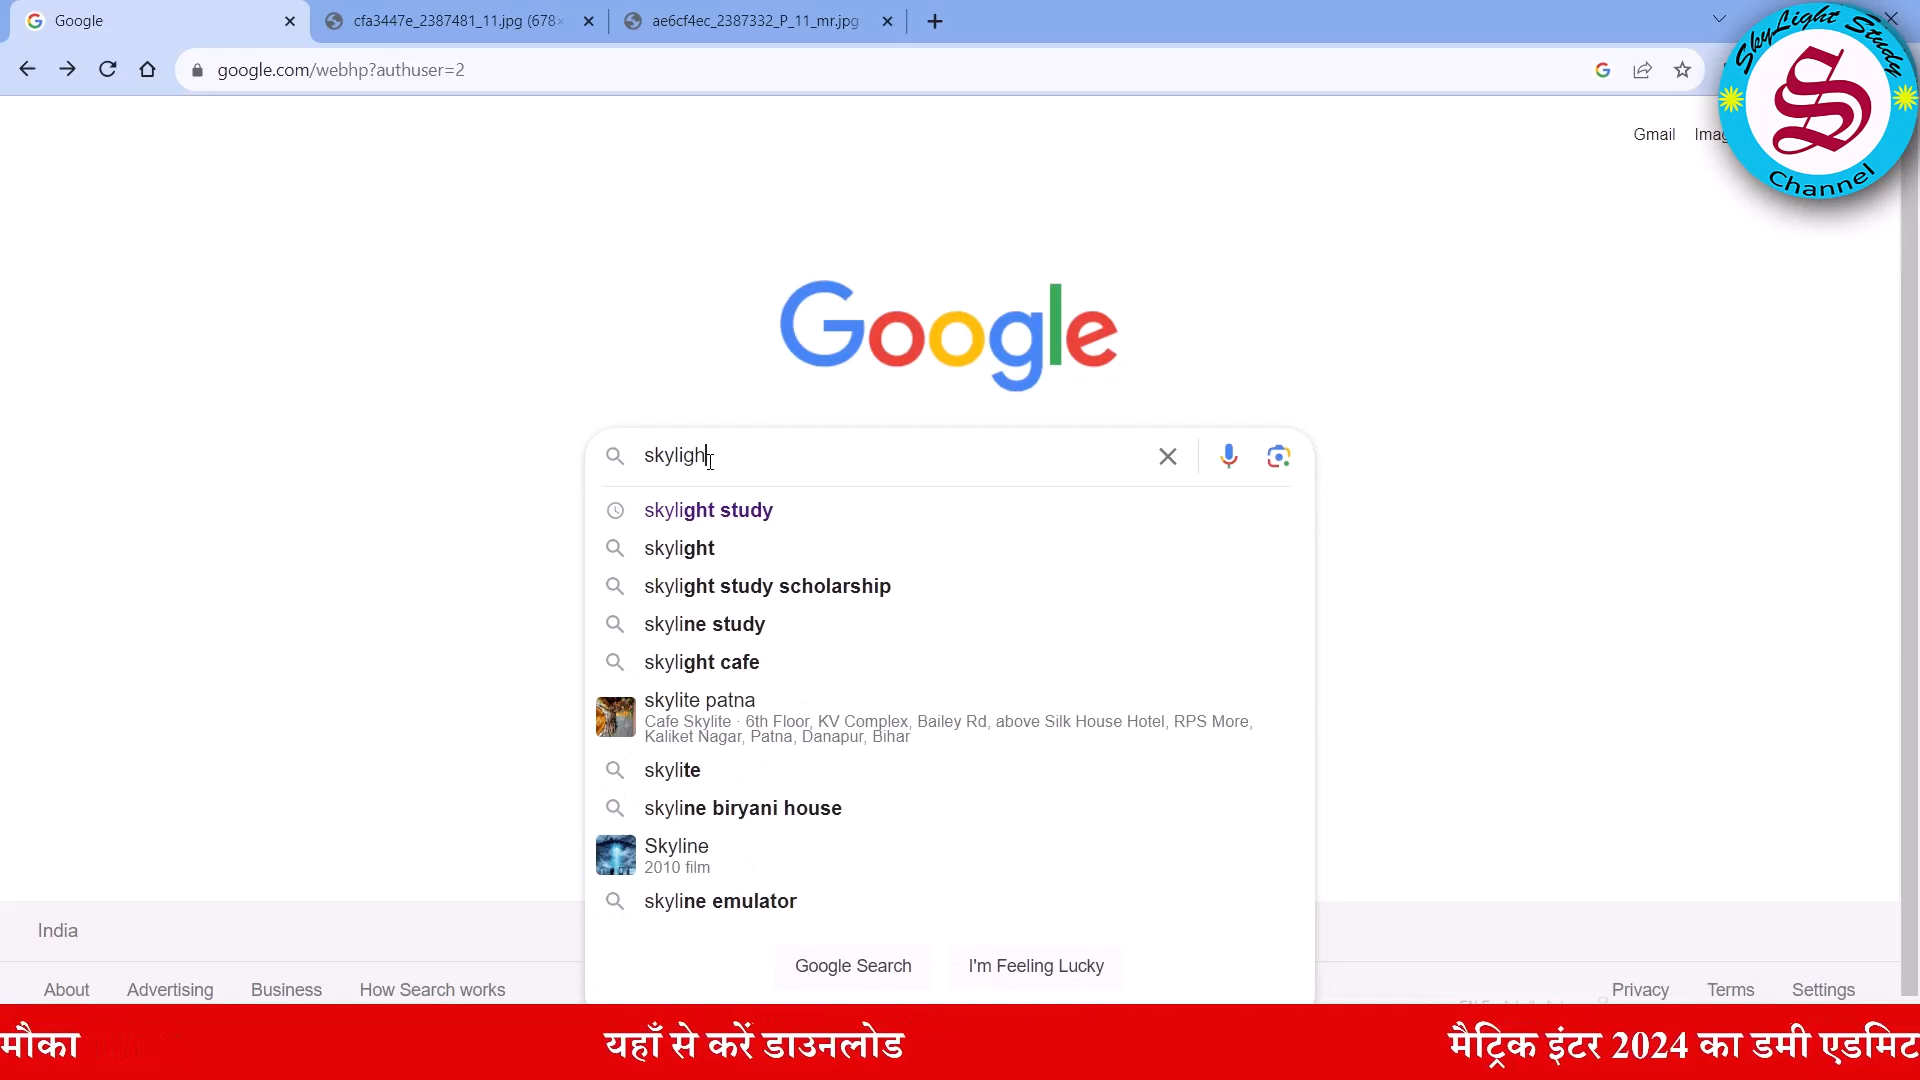 Google
cfa3447e_2387481_11.jpg (678×
ae6cf4ec_2387332_P_11_mr.jpg
google.com/webhp?authuser=2
SkyLight Study
S
Channel
Gmail
Google
skyligh
skylight study
skylight
skylight study scholarship
skyline study
skylight cafe
skylite patna
Cafe Skylite · 6th Floor, KV Complex, Bailey Rd, above Silk House Hotel, RPS More,
Kaliket Nagar, Patna, Danapur, Bihar
skylite
skyline biryani house
Skyline
2010 film
skyline emulator
India
Google Search I'm Feeling Lucky
About Advertising Business How Search works Privacy Terms Settings
मौका यहाँ से करें डाउनलोड मैट्रिक इंटर 2024 का डमी एडमिट